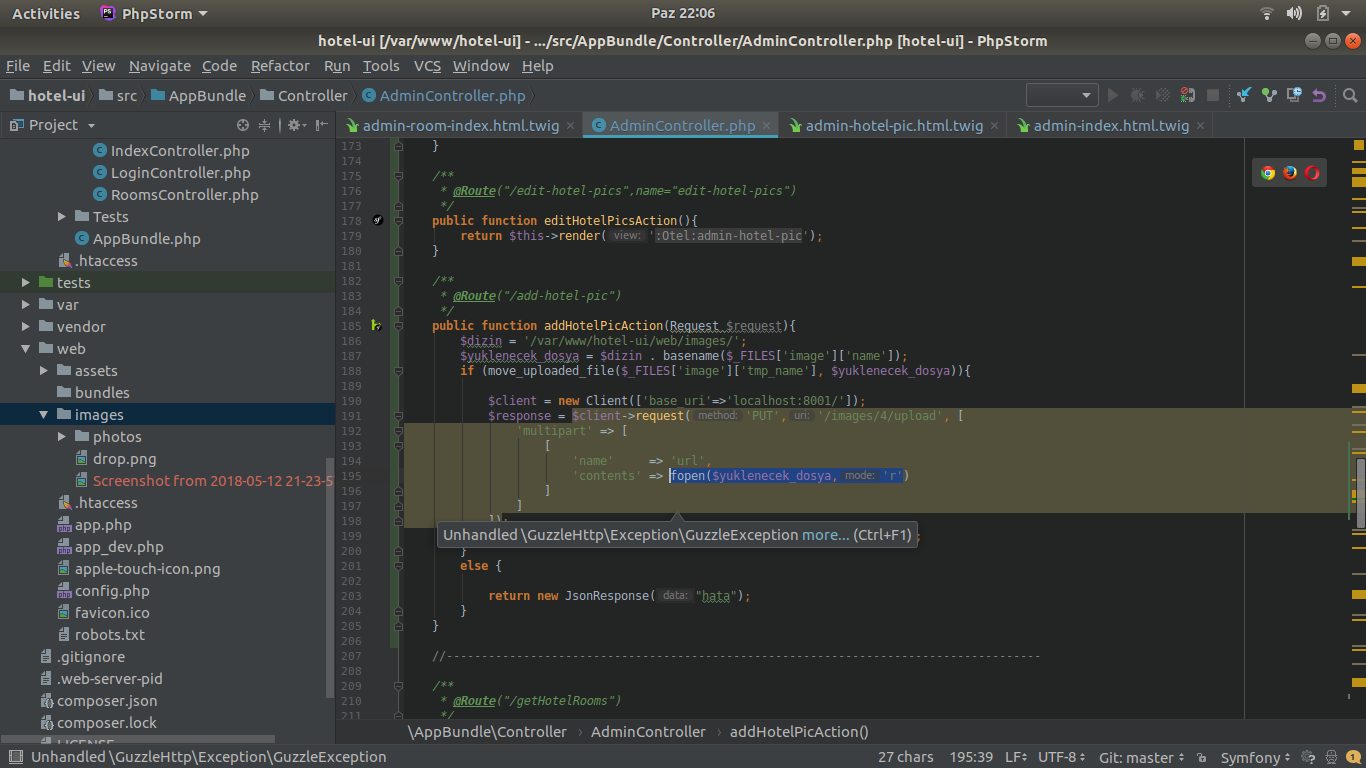 Activities PhpStorm Paz 22:06
hotel-ui [/var/www/hotel-ui] - .../src/AppBundle/Controller/AdminController.php [hotel-ui] - PhpStorm
File Edit View Navigate Code Refactor Run Tools VCS Window Help
hotel-ui src AppBundle Controller AdminController.php
Project
admin-room-index.html.twig AdminController.php admin-hotel-pic.html.twig admin-index.html.twig
IndexController.php
LoginController.php
RoomsController.php
Tests
AppBundle.php
.htaccess
tests
var
vendor
web
assets
bundles
images
photos
drop.png
Screenshot from 2018-05-12 21-23-5
.htaccess
app.php
app_dev.php
apple-touch-icon.png
config.php
favicon.ico
robots.txt
.gitignore
.web-server-pid
composer.json
composer.lock
173 }
174
175 /**
176 * @Route("/edit-hotel-pics",name="edit-hotel-pics")
177 */
178 public function editHotelPicsAction(){
179 return $this->render( view: ':Otel:admin-hotel-pic');
180 }
181
182 /**
183 * @Route("/add-hotel-pic")
184 */
185 public function addHotelPicAction(Request $request){
186 $dizin = '/var/www/hotel-ui/web/images/';
187 $yuklenecek_dosya = $dizin . basename($_FILES['image']['name']);
188 if (move_uploaded_file($_FILES['image']['tmp_name'], $yuklenecek_dosya)){
189
190 $client = new Client(['base_uri'=>'localhost:8001/']);
191 $response = $client->request( method: 'PUT', uri: '/images/4/upload', [
192 'multipart' => [
193 [
194 'name' => 'url',
195 'contents' => fopen($yuklenecek_dosya, mode: 'r')
196 ]
197 ]
198 ]);
199 ;
Unhandled \GuzzleHttp\Exception\GuzzleException more... (Ctrl+F1)
200 }
201 else {
202
203 return new JsonResponse( data: "hata");
204 }
205 }
206
207 //--------------------------------------------------------------------------------------
208
209 /**
210 * @Route("/getHotelRooms")
211 */
\AppBundle\Controller AdminController addHotelPicAction()
Unhandled \GuzzleHttp\Exception\GuzzleException 27 chars 195:39 LF UTF-8 Git: master Symfony 1